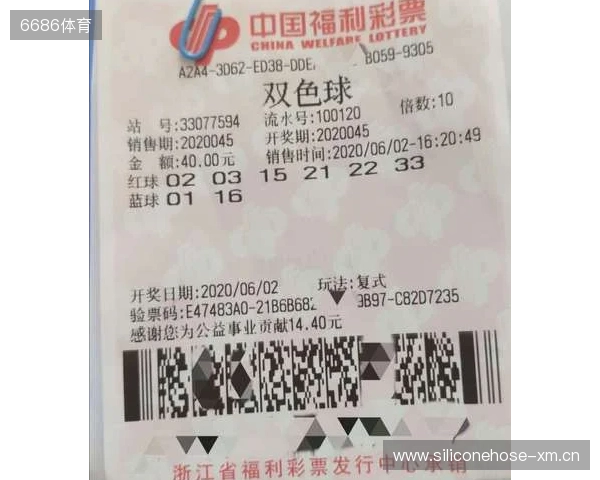 6686体育
中国福利彩票
CHINA WELFARE LOTTERY
A2A4-3D62-ED38-DDE B059-9305
双色球
站 号:33077594 流水号:100120 倍数:10
销售期:2020045 开奖期:2020045
金 额:40.00元 销售时间:2020/06/02-16:20:49
红球 02 03 15 21 22 33
蓝球 01 16
开奖日期:2020/06/02 玩法:复式
验票码:E47483A0-21B6B682 9B97-C82D7235
感谢您为公益事业贡献14.40元
www.siliconehose-xm.cn
浙江省福利彩票发行中心承销